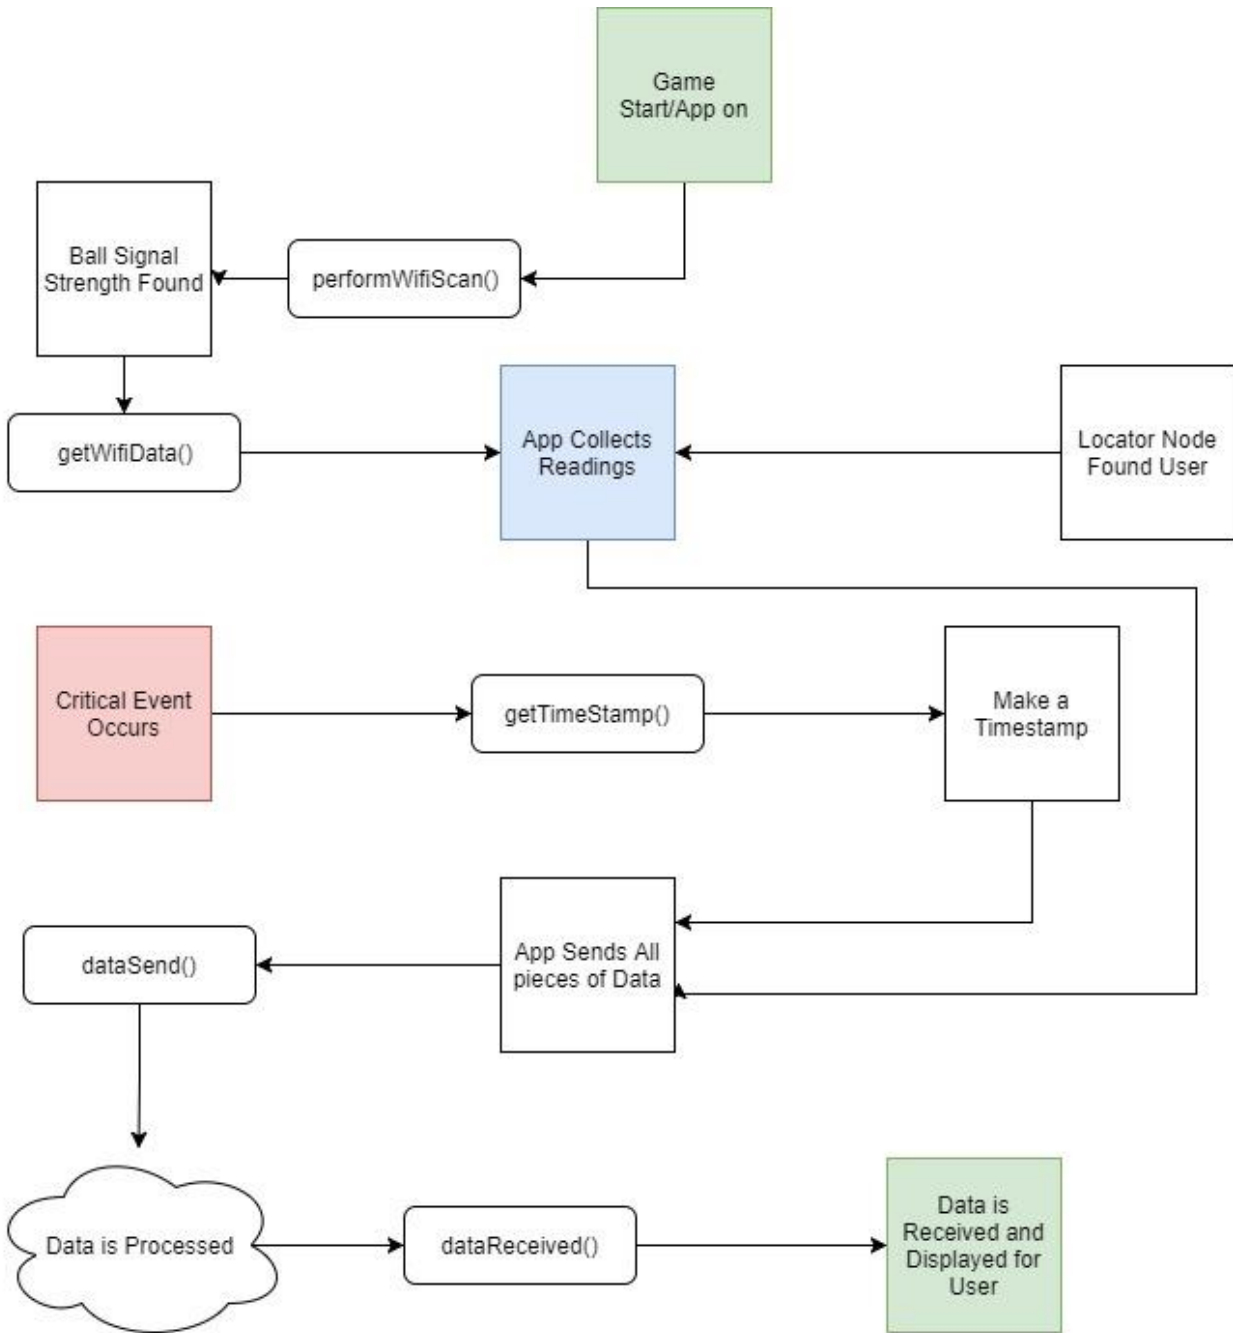 Game
Start/App on
Ball Signal
Strength Found
performWifiScan()
getWifiData()
App Collects
Readings
Locator Node
Found User
Critical Event
Occurs
getTimeStamp()
Make a
Timestamp
App Sends All
pieces of Data
dataSend()
Data is Processed
dataReceived()
Data is
Received and
Displayed for
User